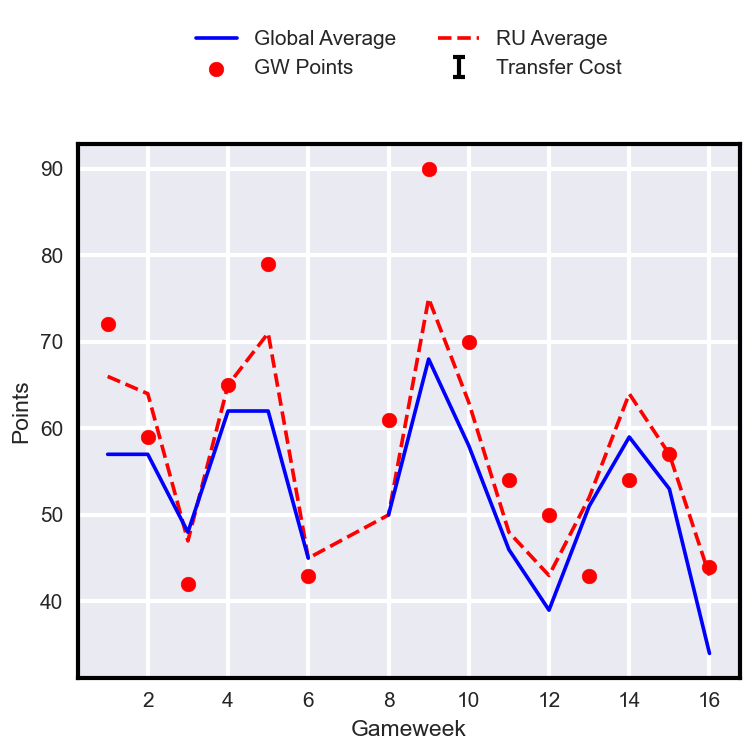 Global Average
RU Average
GW Points
Transfer Cost
90
80
70
60
50
40
Points
2 4 6 8 10 12 14 16
Gameweek